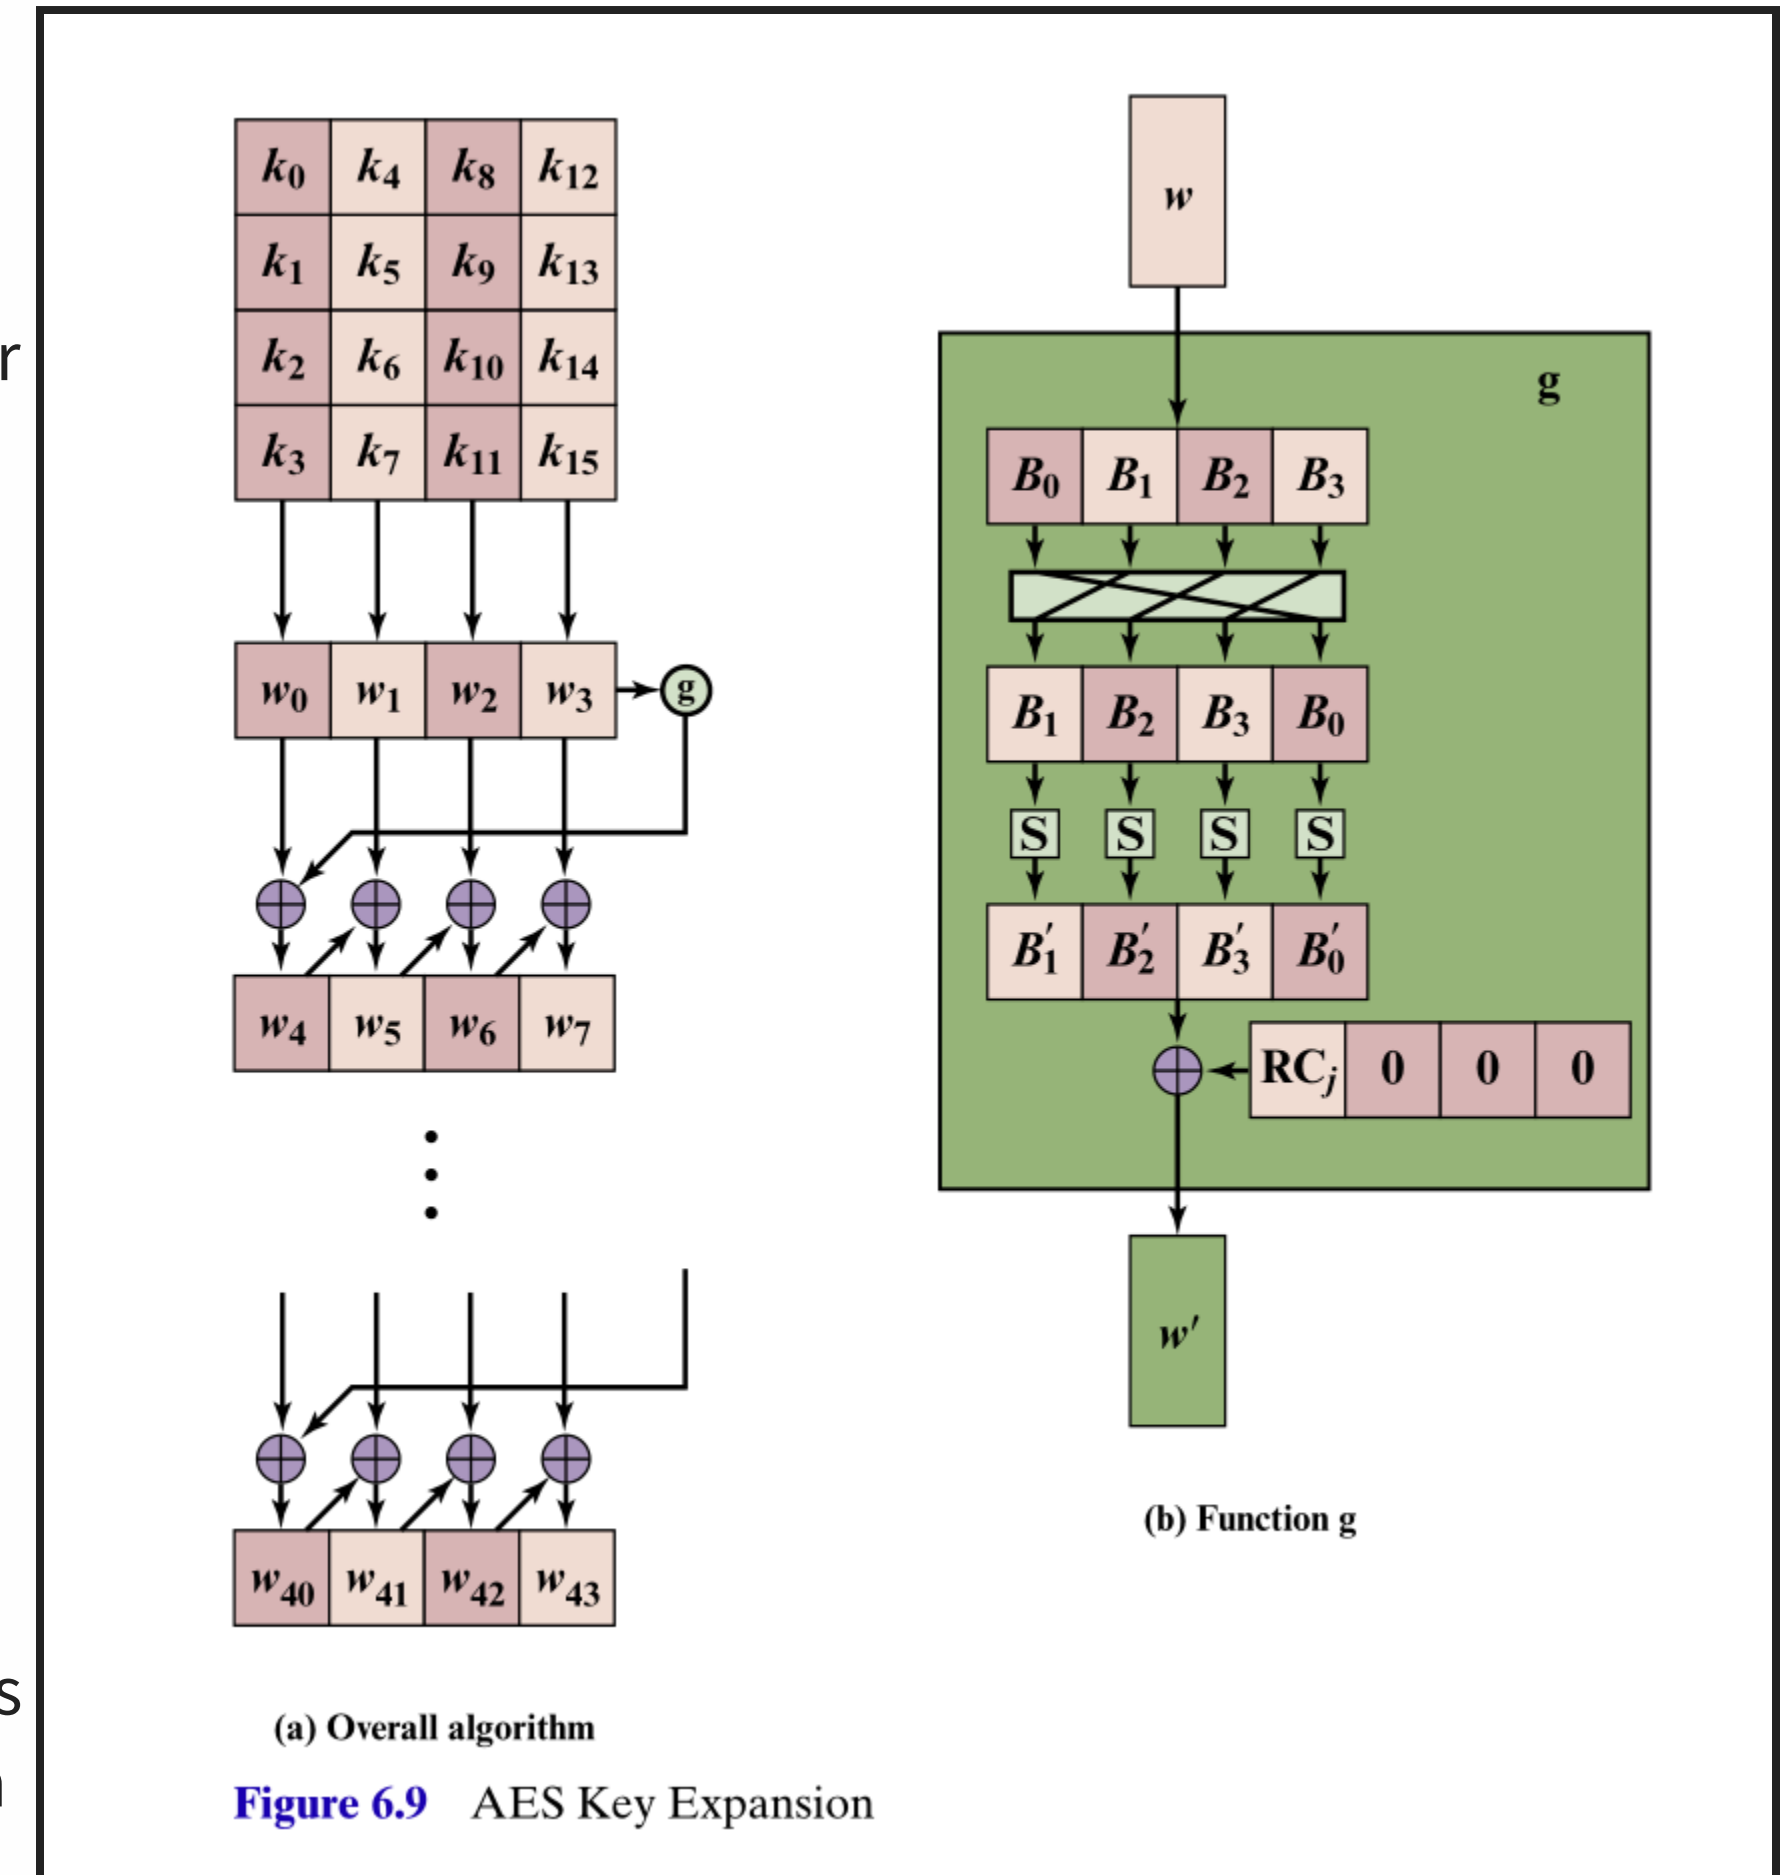 k0 k4 k8 k12
k1 k5 k9 k13
k2 k6 k10 k14
k3 k7 k11 k15
w0 w1 w2 w3 g
w4 w5 w6 w7
w40 w41 w42 w43
(a) Overall algorithm
w
g
B0 B1 B2 B3
B1 B2 B3 B0
S S S S
B′1 B′2 B′3 B′0
RCj 0 0 0
w′
(b) Function g
Figure 6.9 AES Key Expansion
r
s